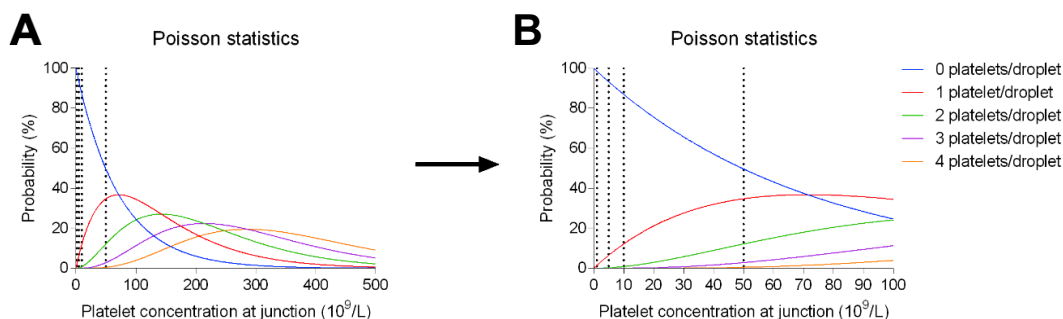 A
Poisson statistics
100
80
60
40
20
0
Probability (%)
0 100 200 300 400 500
Platelet concentration at junction (10⁹/L)
B
Poisson statistics
100
80
60
40
20
0
Probability (%)
0 10 20 30 40 50 60 70 80 90 100
Platelet concentration at junction (10⁹/L)
0 platelets/droplet
1 platelet/droplet
2 platelets/droplet
3 platelets/droplet
4 platelets/droplet